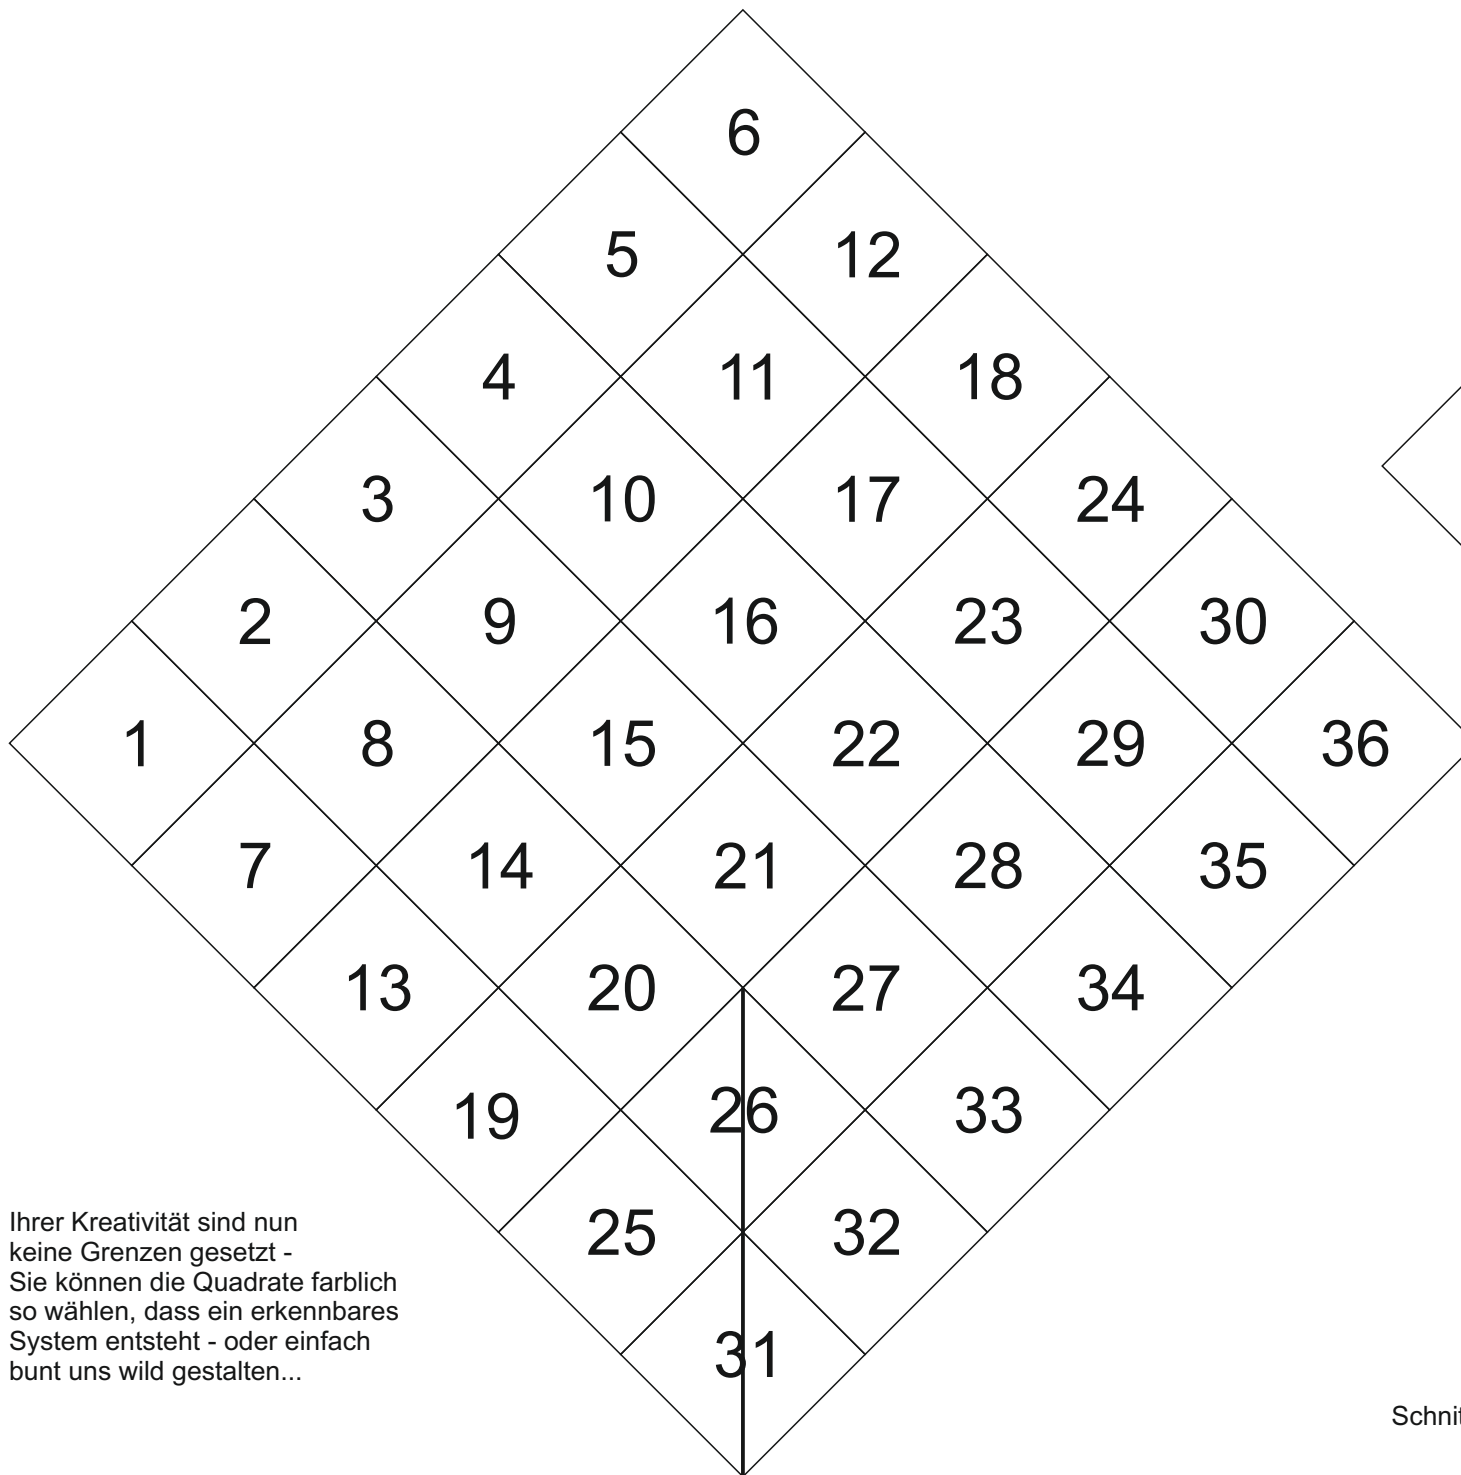 6
5 12
4 11 18
3 10 17 24
2 9 16 23 30
1 8 15 22 29 36
7 14 21 28 35
13 20 27 34
19 26 33
25 32
31
Ihrer Kreativität sind nun
keine Grenzen gesetzt -
Sie können die Quadrate farblich
so wählen, dass ein erkennbares
System entsteht - oder einfach
bunt uns wild gestalten...